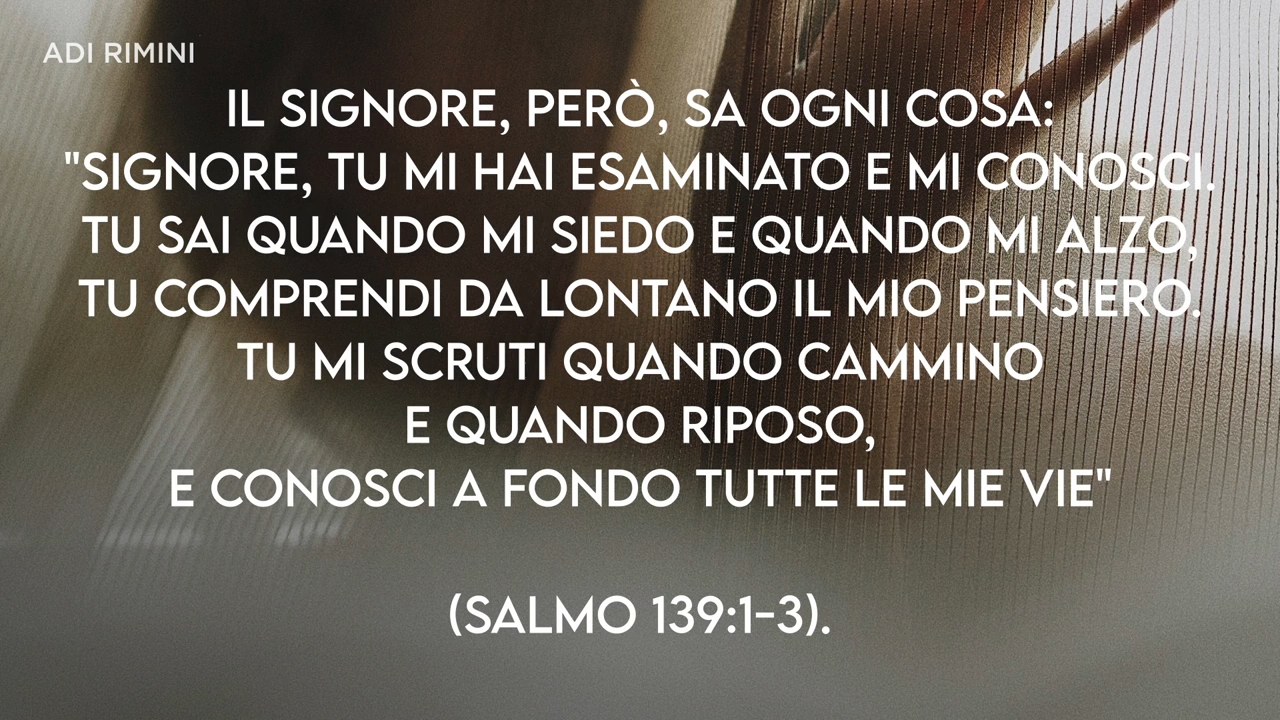 ADI RIMINI
IL SIGNORE, PERÒ, SA OGNI COSA:
"SIGNORE, TU MI HAI ESAMINATO E MI CONOSCI.
TU SAI QUANDO MI SIEDO E QUANDO MI ALZO,
TU COMPRENDI DA LONTANO IL MIO PENSIERO.
TU MI SCRUTI QUANDO CAMMINO
E QUANDO RIPOSO,
E CONOSCI A FONDO TUTTE LE MIE VIE"
(SALMO 139:1-3).